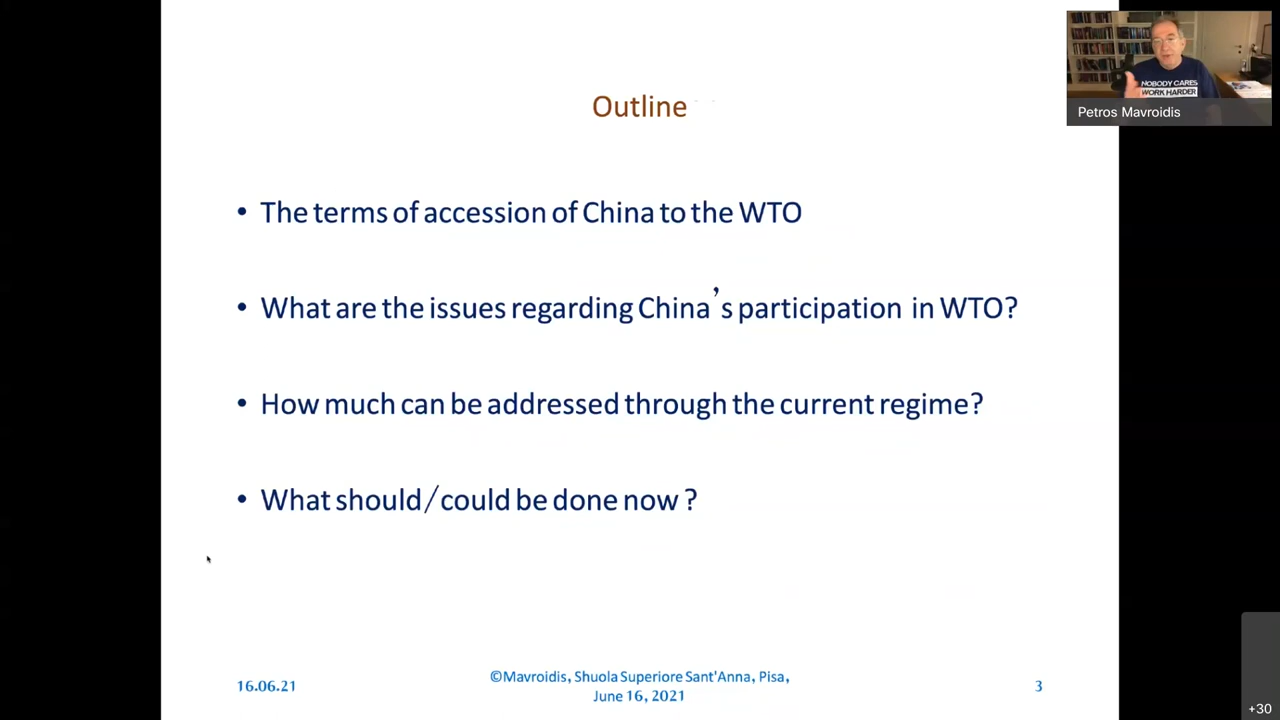 Outline
• The terms of accession of China to the WTO
• What are the issues regarding China's participation in WTO?
• How much can be addressed through the current regime?
• What should/could be done now ?
16.06.21
©Mavroidis, Shuola Superiore Sant'Anna, Pisa,
June 16, 2021
3
NOBODY CARES
WORK HARDER
Petros Mavroidis
+30